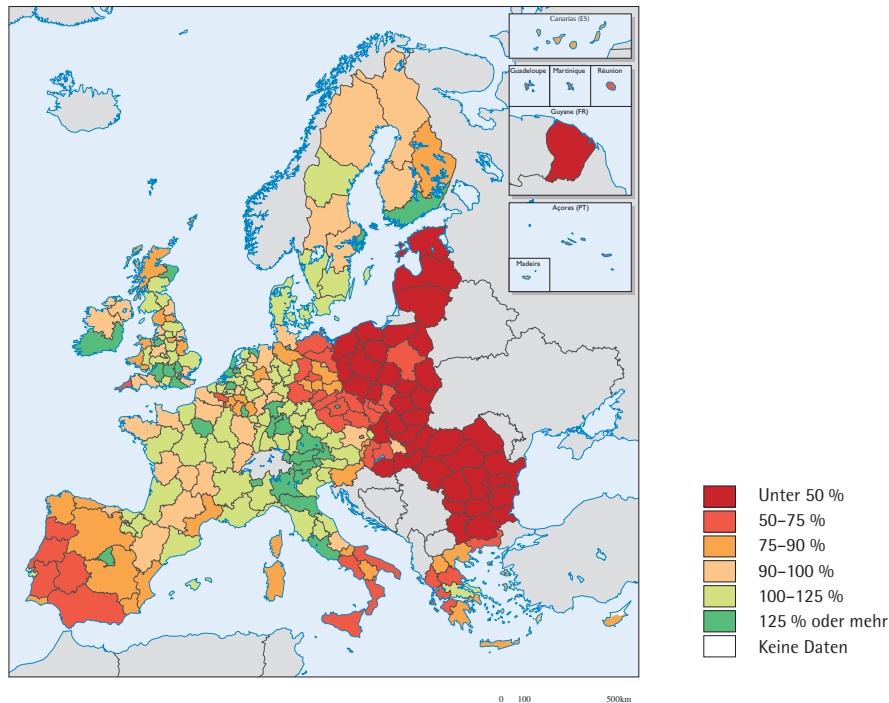 Canarias (ES)
Guadeloupe
Martinique
Réunion
Guyane (FR)
Açores (PT)
Madeira
Unter 50 %
50–75 %
75–90 %
90–100 %
100–125 %
125 % oder mehr
Keine Daten
0 100 500km